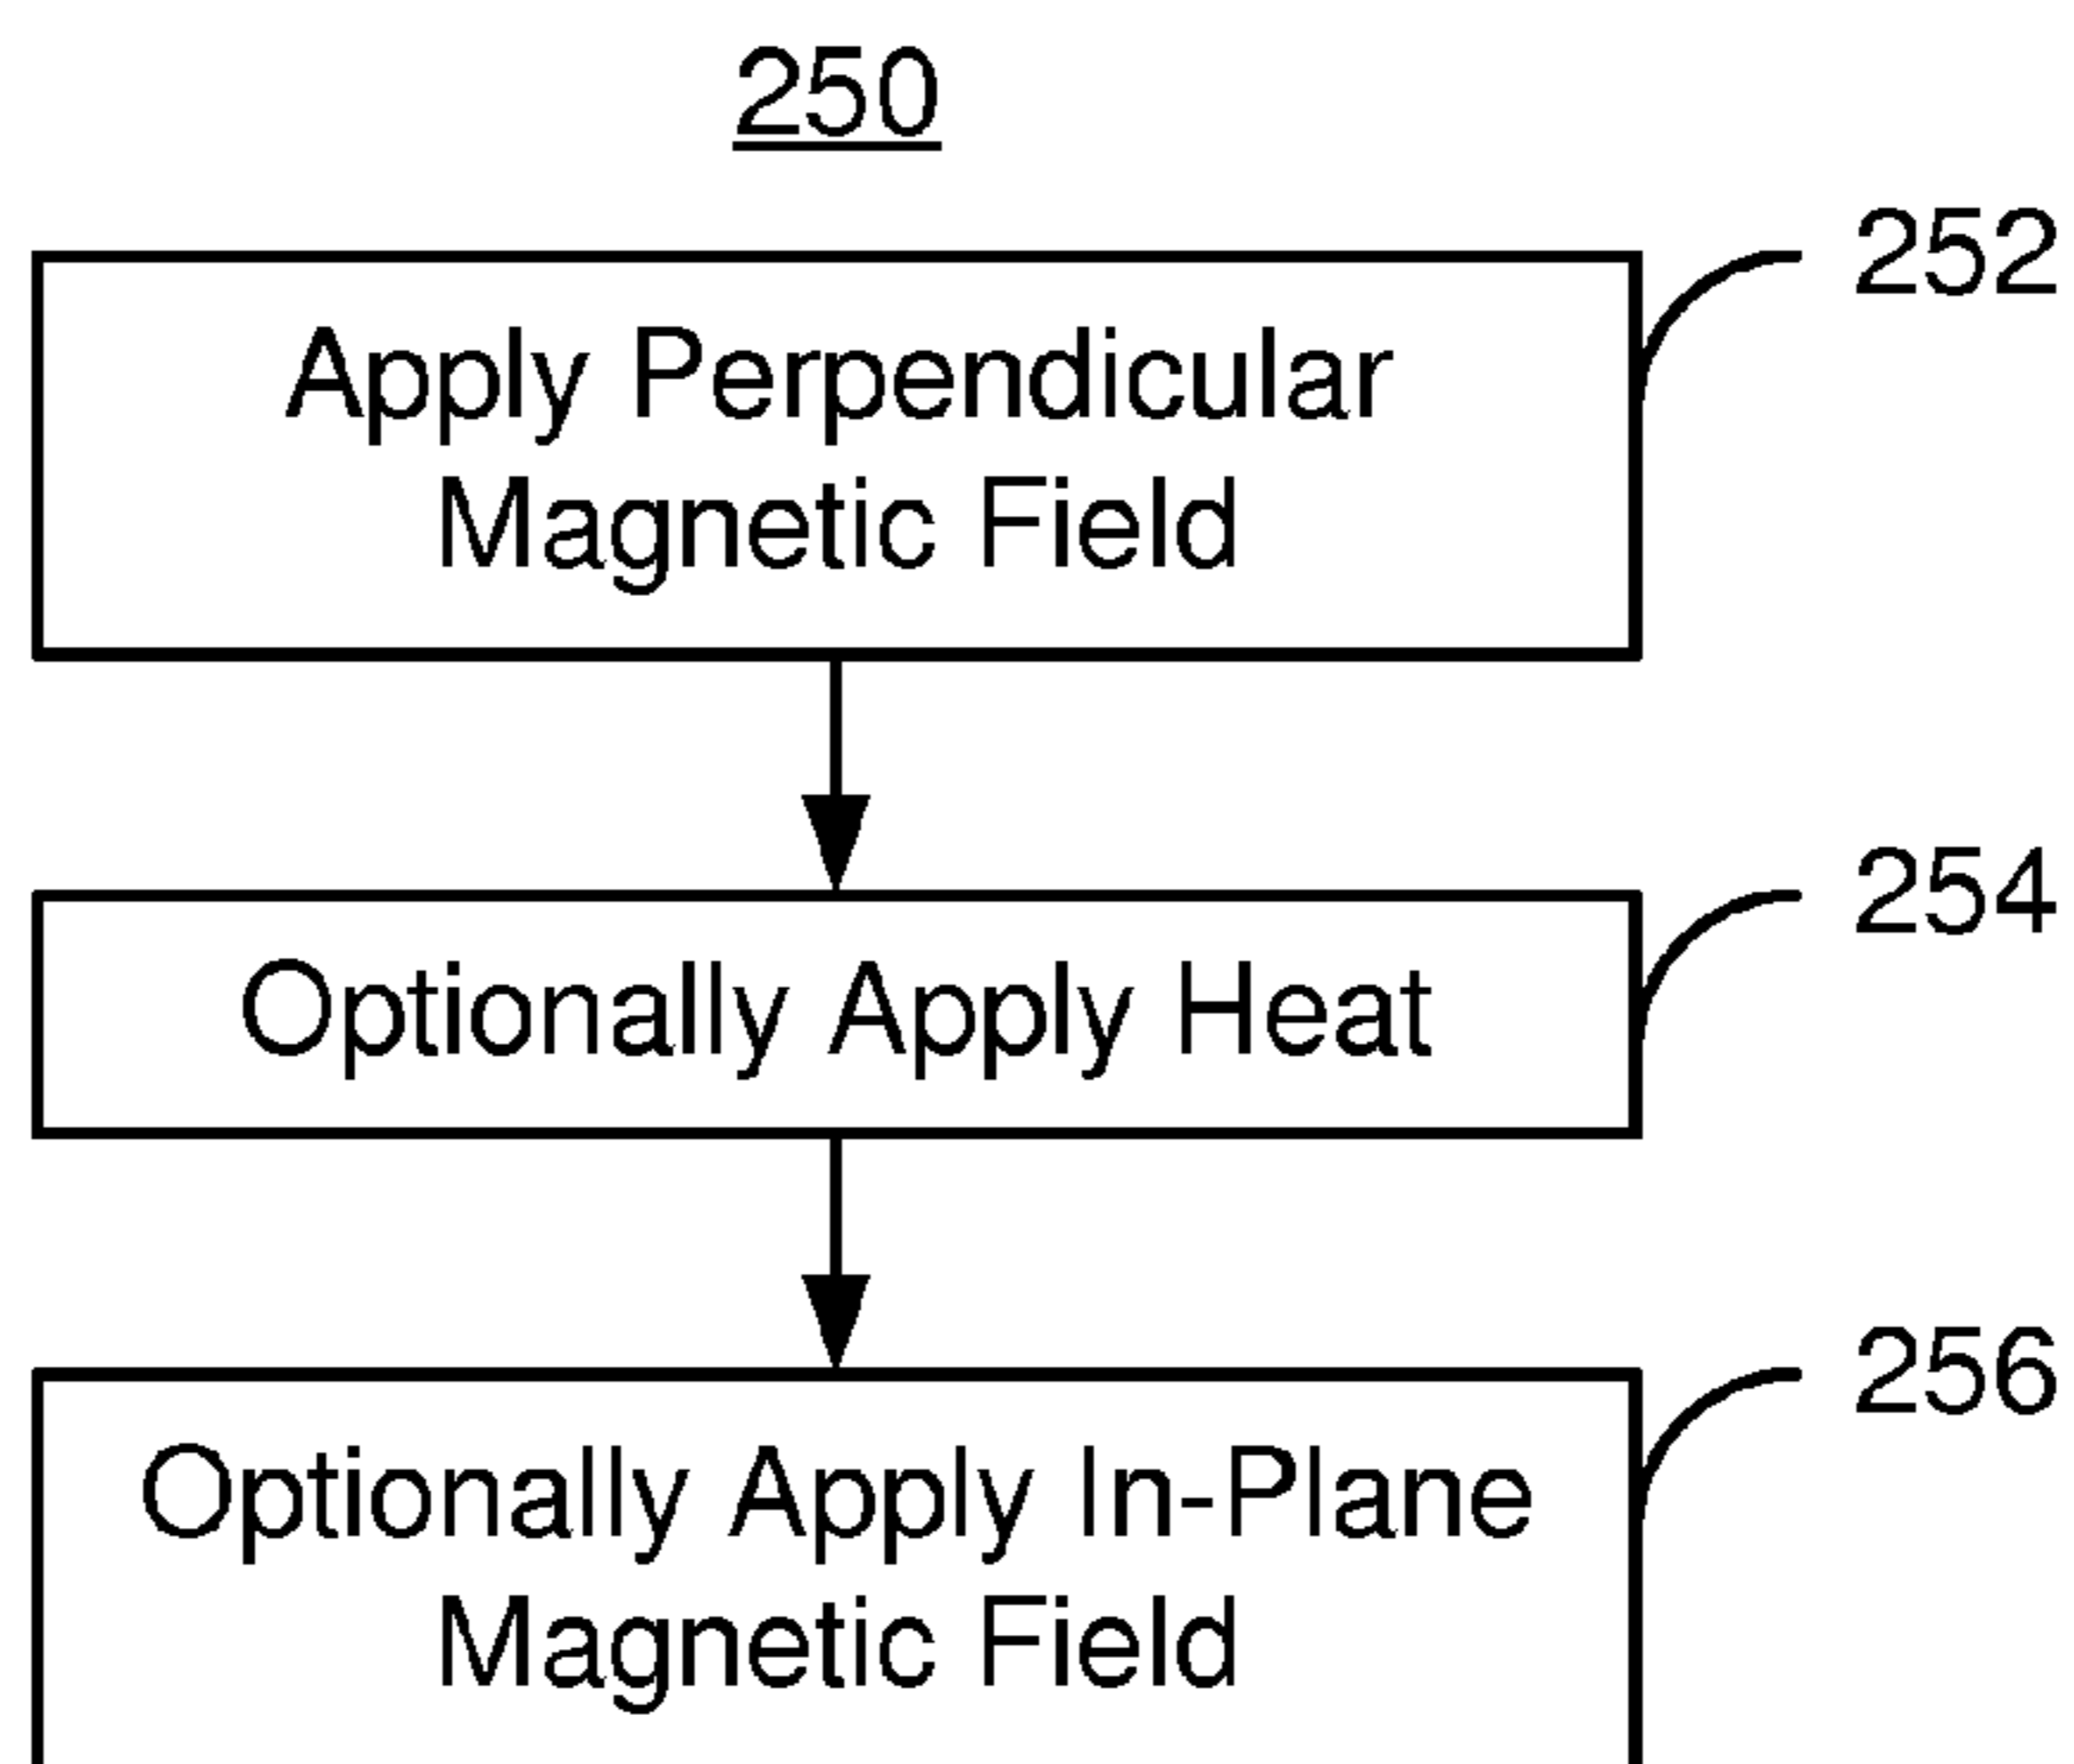 250
252
Apply Perpendicular
Magnetic Field
254
Optionally Apply Heat
256
Optionally Apply In-Plane
Magnetic Field